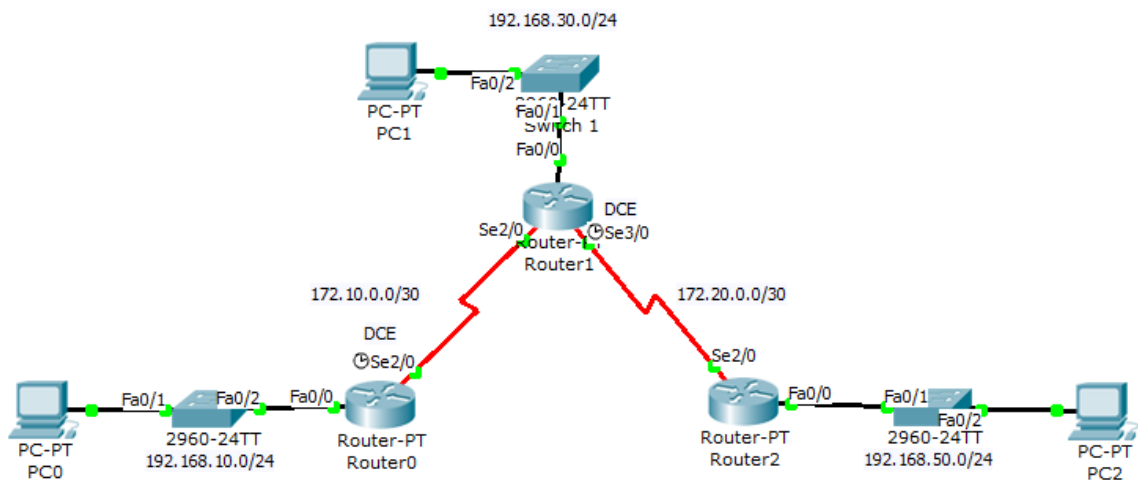 192.168.30.0/24
Fa0/2
PC-PT
PC1
24TT
Fa0/1
Switch 1
Fa0/0
DCE
Se2/0
Se3/0
Router1
172.10.0.0/30
172.20.0.0/30
DCE
Se2/0
Se2/0
Fa0/1
Fa0/2
Fa0/0
Fa0/0
Fa0/1
Fa0/2
PC-PT
PC0
2960-24TT
192.168.10.0/24
Router-PT
Router0
Router-PT
Router2
2960-24TT
192.168.50.0/24
PC-PT
PC2